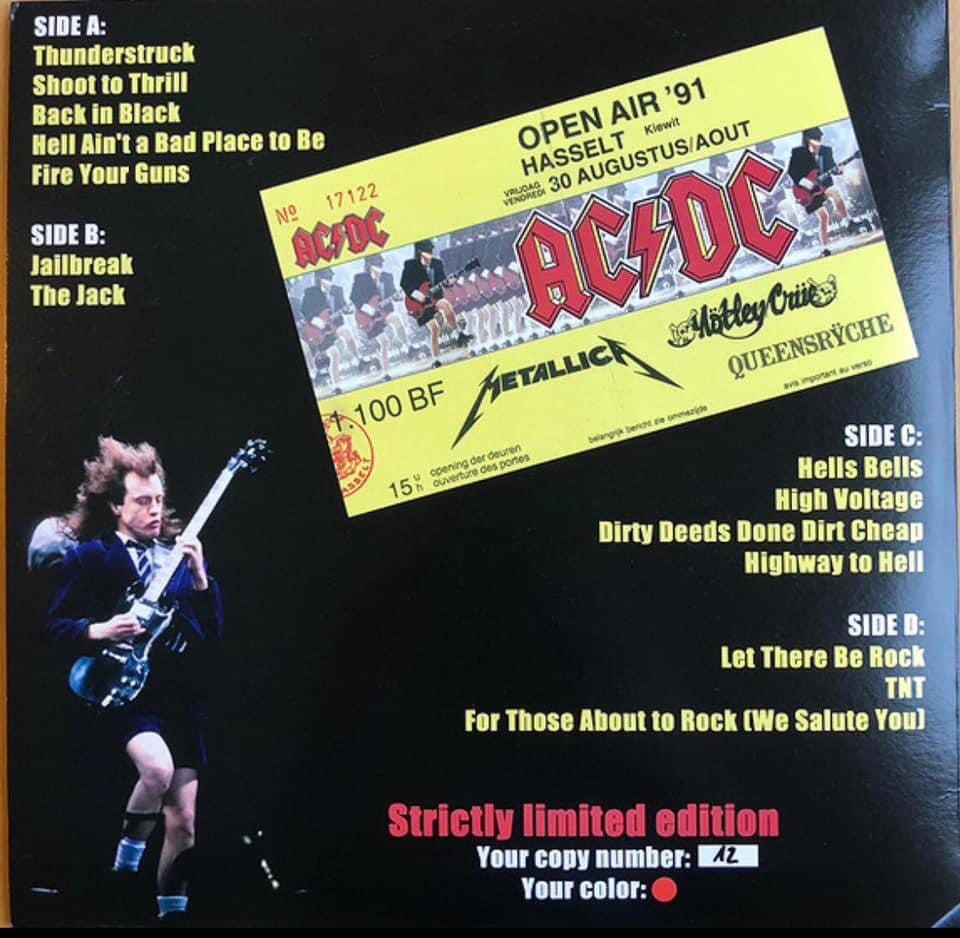 SIDE A:
Thunderstruck
Shoot to Thrill
Back in Black
Hell Ain't a Bad Place to Be
Fire Your Guns
SIDE B:
Jailbreak
The Jack
OPEN AIR '91
HASSELT Kiewit
VRIJDAG
VENDREDI 30 AUGUSTUS/AOUT
Nº 17122
AC/DC
AC/DC
1.100 BF
METALLICA
Mötley Crüe
QUEENSRŸCHE
avis important au verso
belangrijk bericht zie ommezijde
15 u
h
opening der deuren
ouverture des portes
SIDE C:
Hells Bells
High Voltage
Dirty Deeds Done Dirt Cheap
Highway to Hell
SIDE D:
Let There Be Rock
TNT
For Those About to Rock (We Salute You)
Strictly limited edition
Your copy number: 12
Your color: